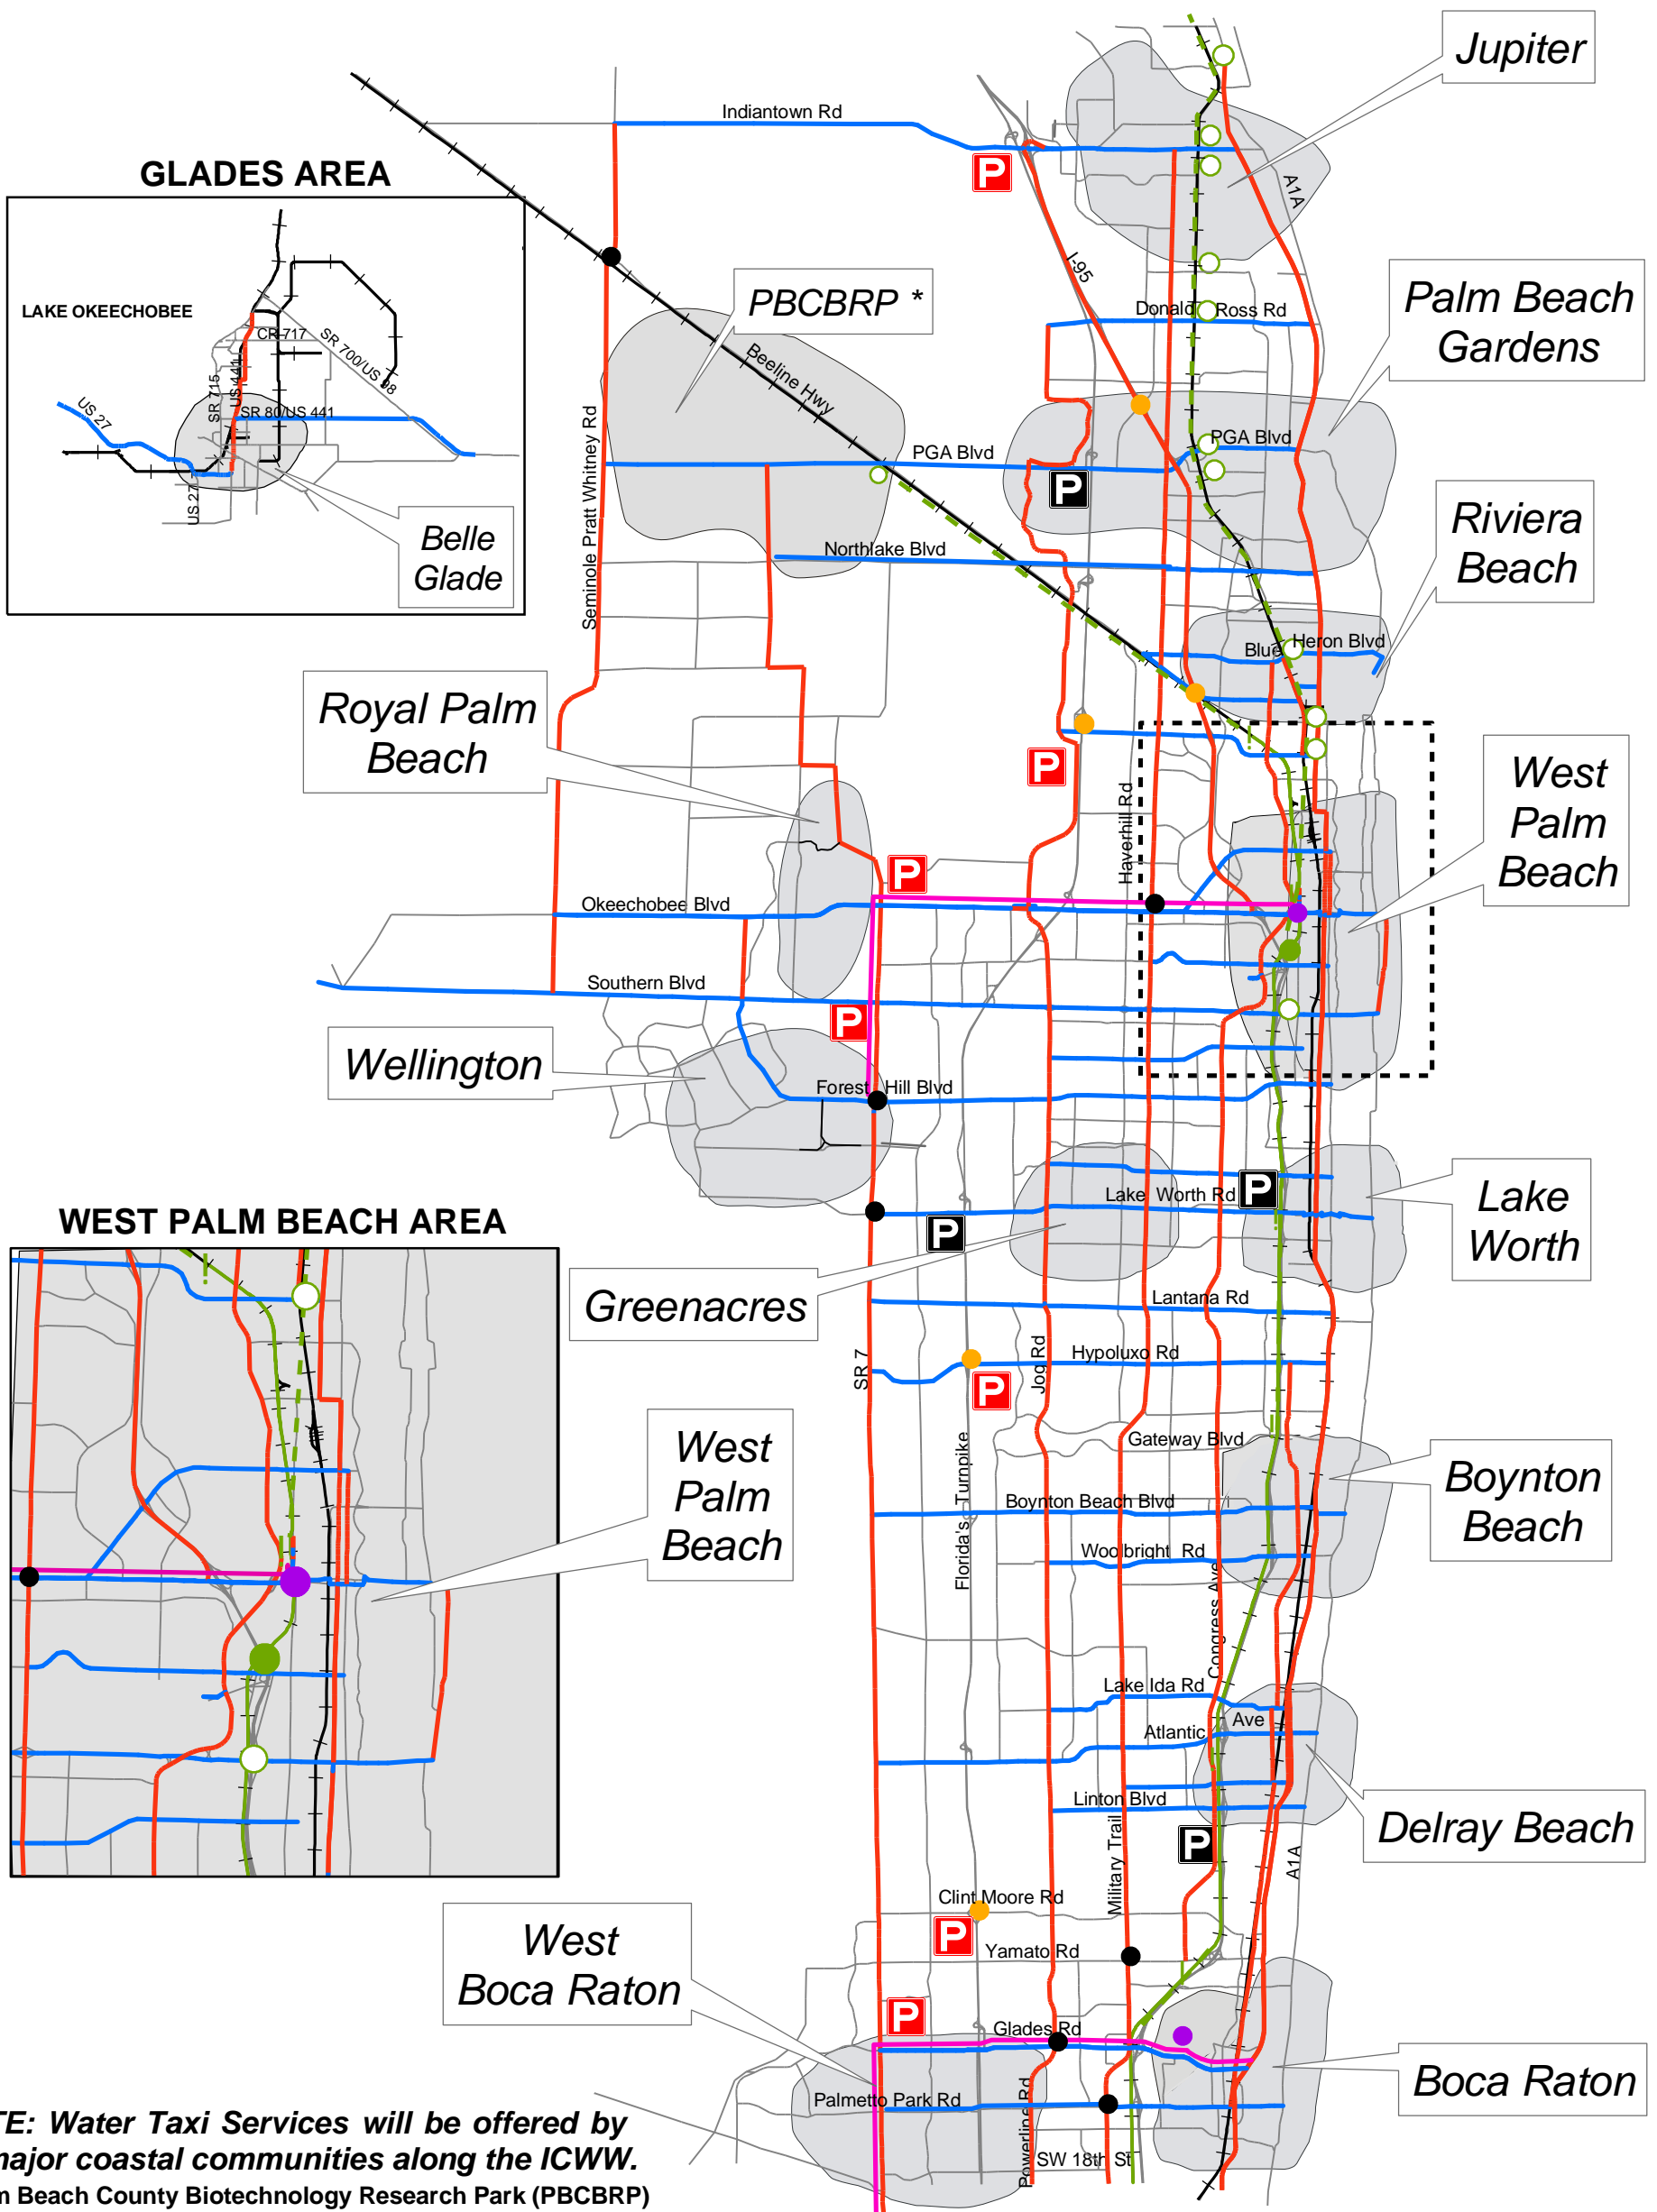 Jupiter
Indiantown Rd
P
A1A
GLADES AREA
I-95
LAKE OKEECHOBEE
CR 717
SR 700/US 98
SR 715
US 441
US 27
SR 80/US 441
US 27
Belle
Glade
PBCBRP *
Palm Beach
Gardens
Donald Ross Rd
Beeline Hwy
Seminole Pratt Whitney Rd
PGA Blvd
PGA Blvd
P
Riviera
Beach
Northlake Blvd
Blue Heron Blvd
Royal Palm
Beach
P
West
Palm
Beach
Haverhill Rd
P
Okeechobee Blvd
Southern Blvd
P
Wellington
Forest Hill Blvd
P
Lake Worth Rd
Lake
Worth
P
WEST PALM BEACH AREA
West
Palm
Beach
Greenacres
Lantana Rd
SR 7
Jog Rd
Hypoluxo Rd
P
Florida's Turnpike
Gateway Blvd
Boynton
Beach
Boynton Beach Blvd
Woolbright Rd
Congress Ave
Lake Ida Rd
Atlantic Ave
Linton Blvd
Delray Beach
Military Trail
P
A1A
Clint Moore Rd
P
Yamato Rd
West
Boca Raton
P
Glades Rd
Boca Raton
Palmetto Park Rd
Powerline Rd
SW 18th St
TE: Water Taxi Services will be offered by
major coastal communities along the ICWW.
m Beach County Biotechnology Research Park (PBCBRP)